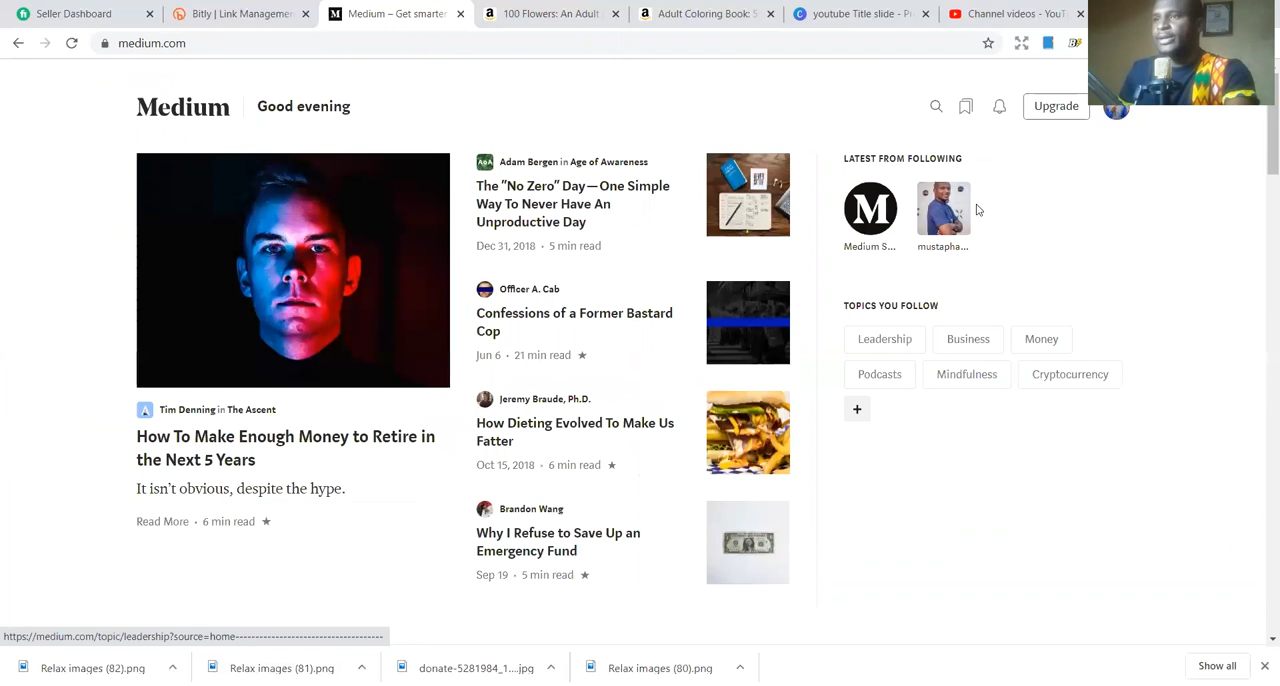 Seller Dashboard
Bitly | Link Managemen
Medium – Get smarter
100 Flowers: An Adult
Adult Coloring Book: S
youtube Title slide - P
Channel videos - YouT
medium.com
Medium
Good evening
Upgrade
Adam Bergen in Age of Awareness
The “No Zero” Day — One Simple
Way To Never Have An
Unproductive Day
Dec 31, 2018 · 5 min read
Officer A. Cab
Confessions of a Former Bastard
Cop
Jun 6 · 21 min read ★
Jeremy Braude, Ph.D.
How Dieting Evolved To Make Us
Fatter
Oct 15, 2018 · 6 min read ★
Brandon Wang
Why I Refuse to Save Up an
Emergency Fund
Sep 19 · 5 min read ★
Tim Denning in The Ascent
How To Make Enough Money to Retire in
the Next 5 Years
It isn’t obvious, despite the hype.
Read More · 6 min read ★
LATEST FROM FOLLOWING
Medium S...
mustapha...
TOPICS YOU FOLLOW
Leadership
Business
Money
Podcasts
Mindfulness
Cryptocurrency
+
https://medium.com/topic/leadership?source=home-------------------------------------
Relax images (82).png
Relax images (81).png
donate-5281984_1....jpg
Relax images (80).png
Show all